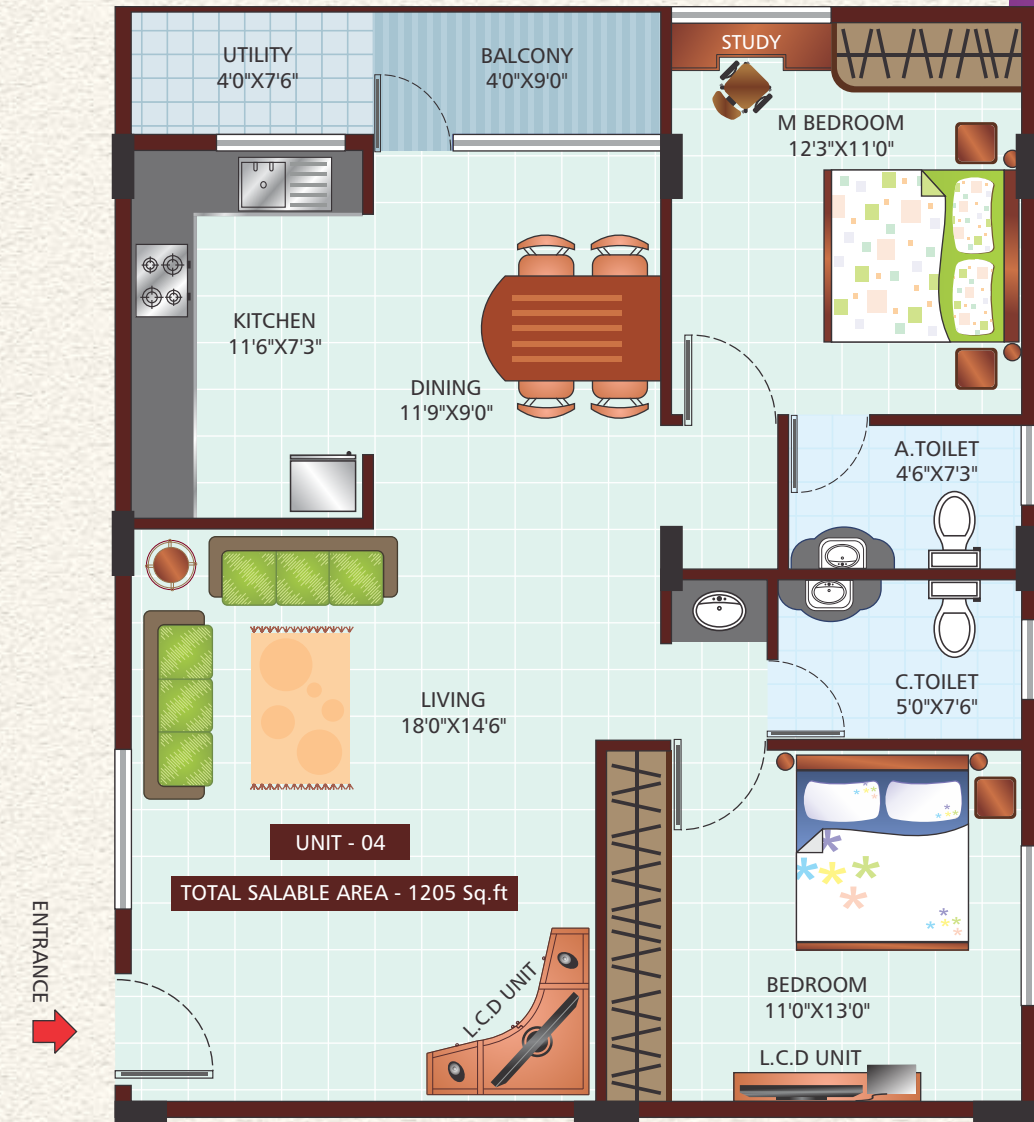 UTILITY
4'0"X7'6"
BALCONY
4'0"X9'0"
STUDY
M BEDROOM
12'3"X11'0"
KITCHEN
11'6"X7'3"
DINING
11'9"X9'0"
A.TOILET
4'6"X7'3"
C.TOILET
5'0"X7'6"
LIVING
18'0"X14'6"
UNIT - 04
TOTAL SALABLE AREA - 1205 Sq.ft
ENTRANCE
L.C.D UNIT
BEDROOM
11'0"X13'0"
L.C.D UNIT